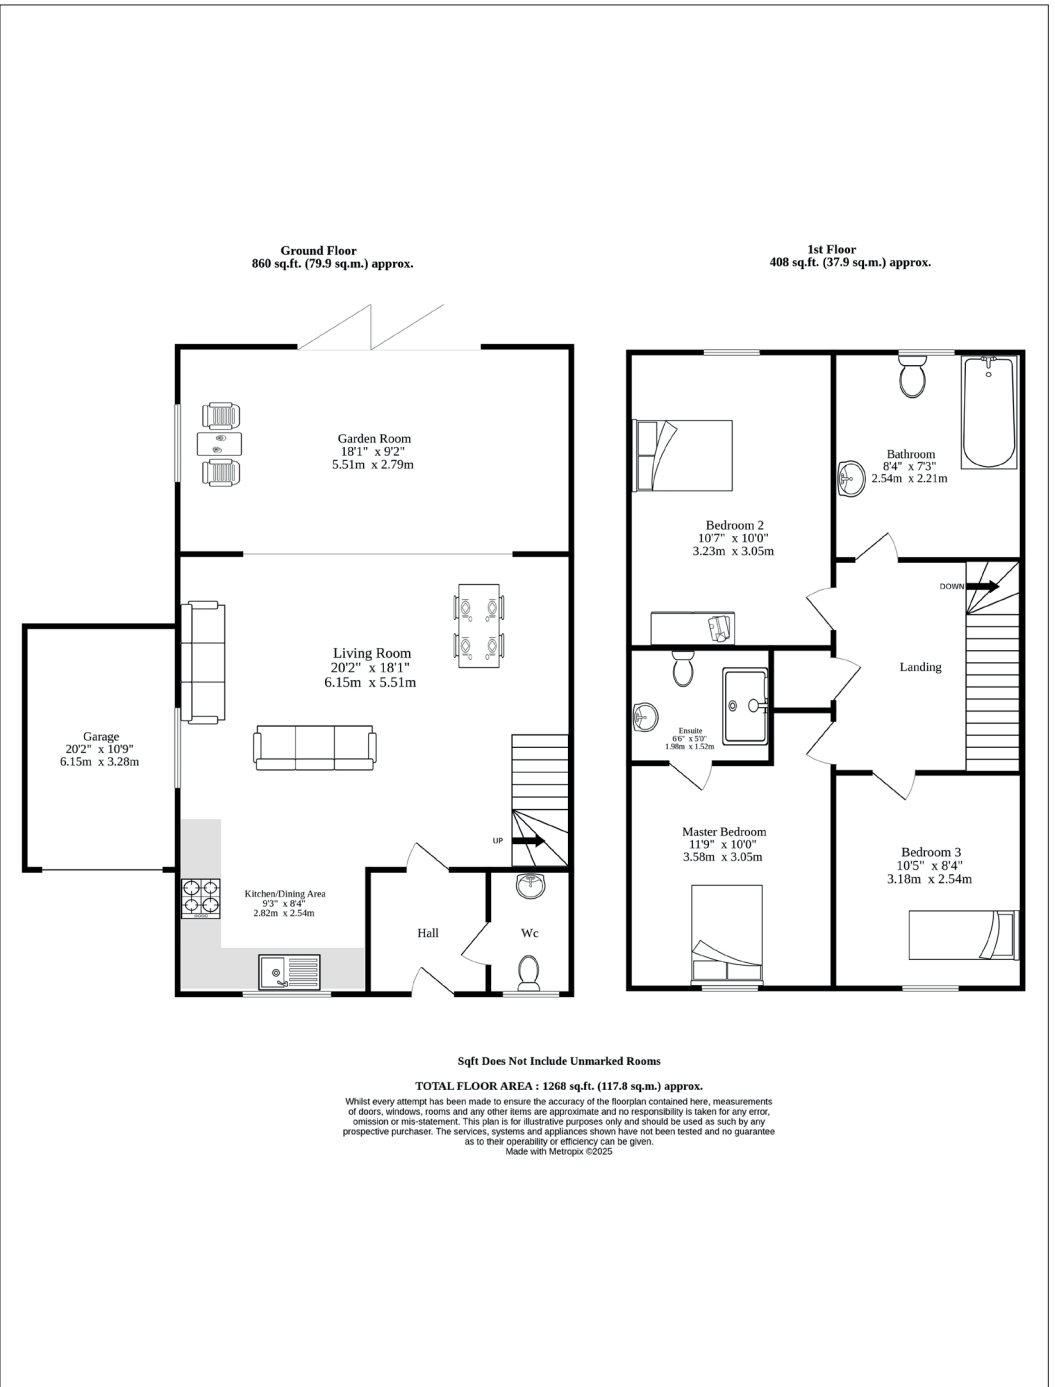 Ground Floor
860 sq.ft. (79.9 sq.m.) approx.
Garden Room
18'1" x 9'2"
5.51m x 2.79m
Living Room
20'2" x 18'1"
6.15m x 5.51m
Garage
20'2" x 10'9"
6.15m x 3.28m
UP
Kitchen/Dining Area
9'3" x 8'4"
2.82m x 2.54m
Hall
Wc
1st Floor
408 sq.ft. (37.9 sq.m.) approx.
Bathroom
8'4" x 7'3"
2.54m x 2.21m
Bedroom 2
10'7" x 10'0"
3.23m x 3.05m
DOWN
Landing
Ensuite
6'6" x 5'0"
1.98m x 1.52m
Master Bedroom
11'9" x 10'0"
3.58m x 3.05m
Bedroom 3
10'5" x 8'4"
3.18m x 2.54m
Sqft Does Not Include Unmarked Rooms
TOTAL FLOOR AREA : 1268 sq.ft. (117.8 sq.m.) approx.
Whilst every attempt has been made to ensure the accuracy of the floorplan contained here, measurements
of doors, windows, rooms and any other items are approximate and no responsibility is taken for any error,
omission or mis-statement. This plan is for illustrative purposes only and should be used as such by any
prospective purchaser. The services, systems and appliances shown have not been tested and no guarantee
as to their operability or efficiency can be given.
Made with Metropix ©2025